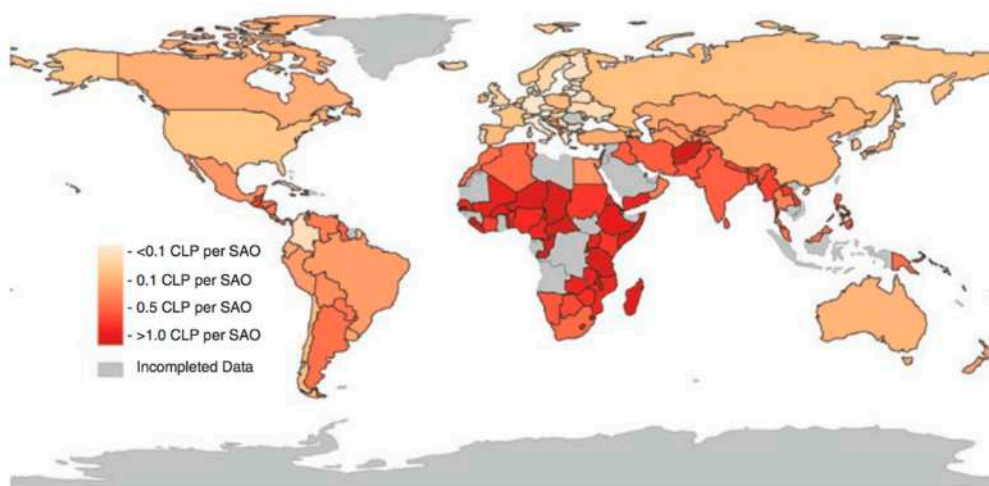 - <0.1 CLP per SAO
- 0.1 CLP per SAO
- 0.5 CLP per SAO
- >1.0 CLP per SAO
Incompleted Data